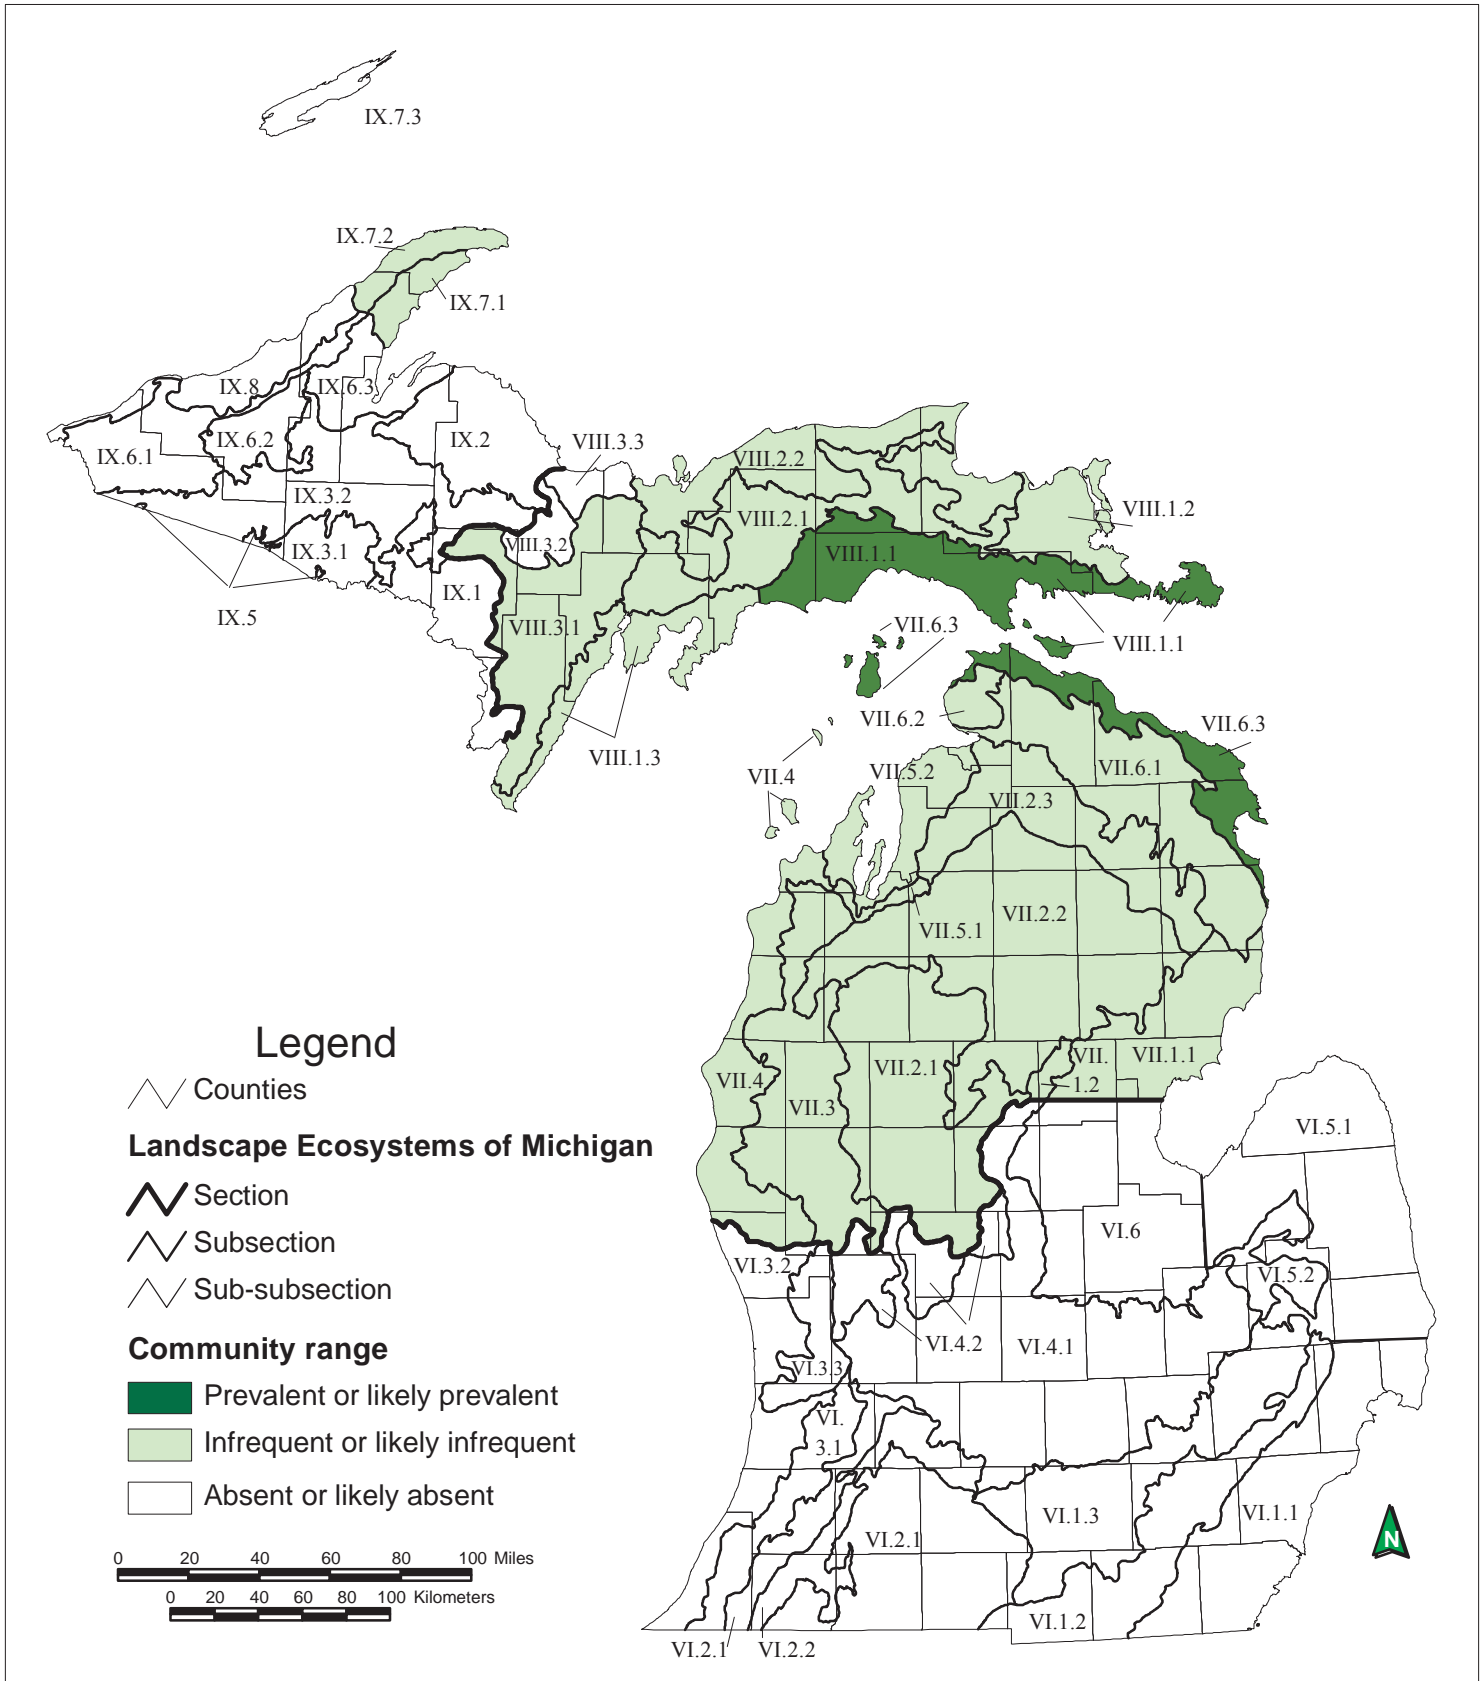 IX.7.3
IX.7.2
IX.7.1
IX.8
IX.6.3
IX.6.2
IX.6.1
IX.2
VIII.3.3
VIII.2.2
IX.3.2
VIII.2.1
VIII.1.2
IX.3.1
VIII.3.2
VIII.1.1
IX.1
IX.5
VIII.3.1
VII.6.3
VIII.1.1
VII.6.2
VII.6.3
VIII.1.3
VII.4
VII.5.2
VII.6.1
VII.2.3
VII.5.1
VII.2.2
VII.4
VII.3
VII.2.1
VII.
1.2
VII.1.1
VI.5.1
VI.6
VI.3.2
VI.5.2
VI.4.2
VI.4.1
VI.3.3
VI.
3.1
VI.1.3
VI.1.1
VI.2.1
VI.1.2
VI.2.1
VI.2.2
Legend
Counties
Landscape Ecosystems of Michigan
Section
Subsection
Sub-subsection
Community range
Prevalent or likely prevalent
Infrequent or likely infrequent
Absent or likely absent
0 20 40 60 80 100 Miles
0 20 40 60 80 100 Kilometers
N